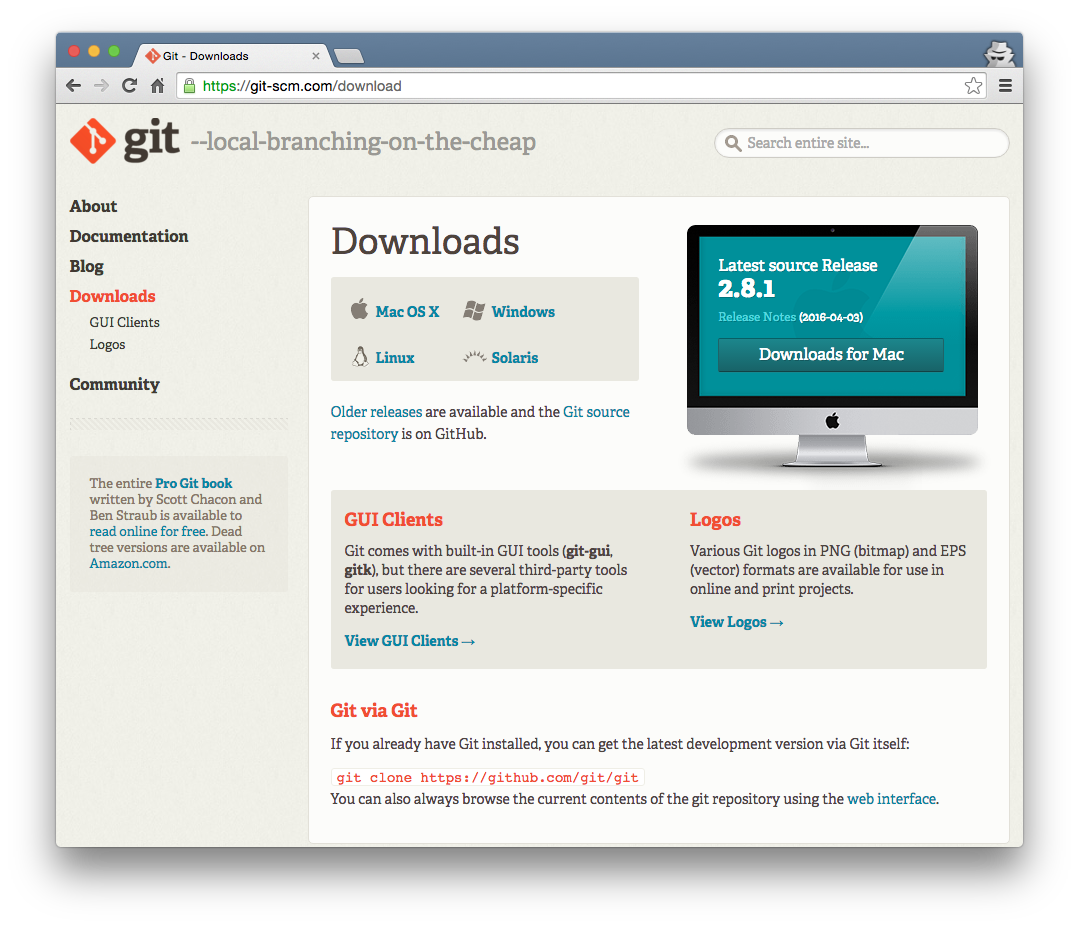 Git - Downloads
https://git-scm.com/download
git --local-branching-on-the-cheap
Search entire site...
About
Documentation
Blog
Downloads
GUI Clients
Logos
Community
The entire Pro Git book
written by Scott Chacon and
Ben Straub is available to
read online for free. Dead
tree versions are available on
Amazon.com.
Downloads
Mac OS X
Windows
Linux
Solaris
Older releases are available and the Git source
repository is on GitHub.
Latest source Release
2.8.1
Release Notes (2016-04-03)
Downloads for Mac
GUI Clients
Git comes with built-in GUI tools (git-gui,
gitk), but there are several third-party tools
for users looking for a platform-specific
experience.
View GUI Clients →
Logos
Various Git logos in PNG (bitmap) and EPS
(vector) formats are available for use in
online and print projects.
View Logos →
Git via Git
If you already have Git installed, you can get the latest development version via Git itself:
git clone https://github.com/git/git
You can also always browse the current contents of the git repository using the web interface.